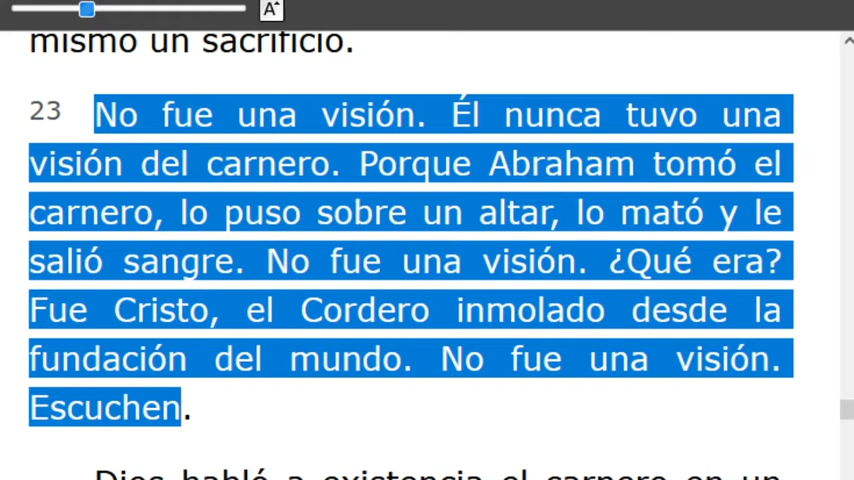 A
mismo un sacrificio.
23 No fue una visión. Él nunca tuvo una
visión del carnero. Porque Abraham tomó el
carnero, lo puso sobre un altar, lo mató y le
salió sangre. No fue una visión. ¿Qué era?
Fue Cristo, el Cordero inmolado desde la
fundación del mundo. No fue una visión.
Escuchen.
Dios habló a existencia el carnero en un